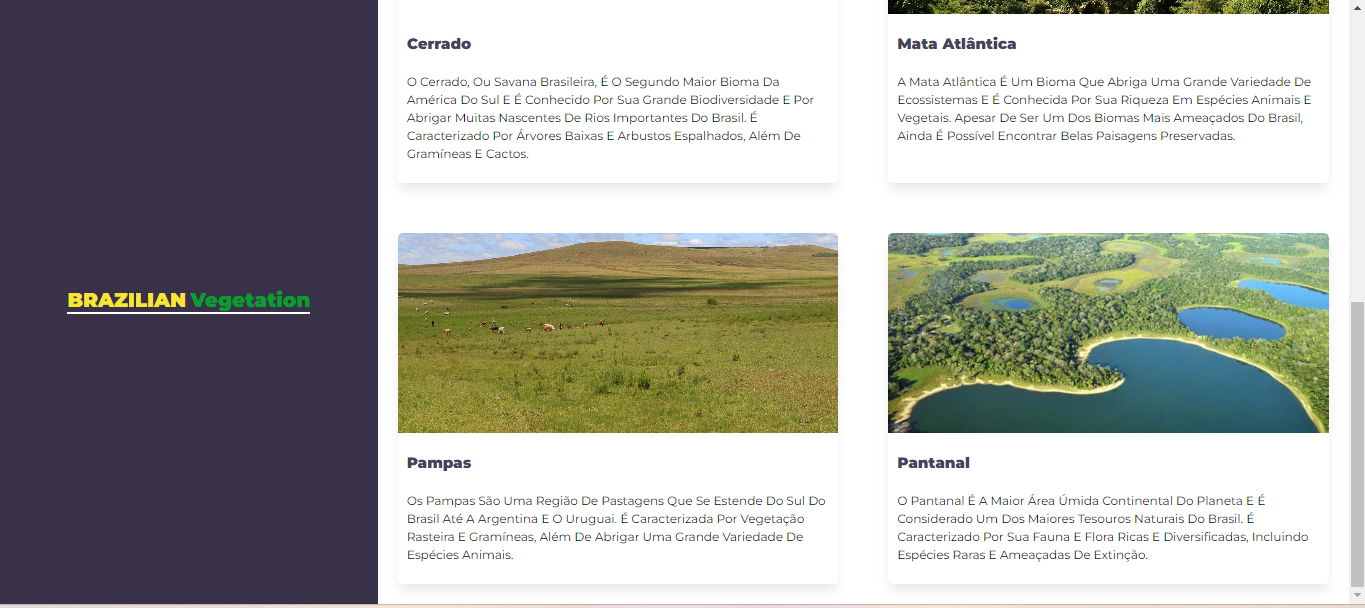 BRAZILIAN Vegetation
Cerrado
O Cerrado, Ou Savana Brasileira, É O Segundo Maior Bioma Da
América Do Sul E É Conhecido Por Sua Grande Biodiversidade E Por
Abrigar Muitas Nascentes De Rios Importantes Do Brasil. É
Caracterizado Por Árvores Baixas E Arbustos Espalhados, Além De
Gramíneas E Cactos.
Mata Atlântica
A Mata Atlântica É Um Bioma Que Abriga Uma Grande Variedade De
Ecossistemas E É Conhecida Por Sua Riqueza Em Espécies Animais E
Vegetais. Apesar De Ser Um Dos Biomas Mais Ameaçados Do Brasil,
Ainda É Possível Encontrar Belas Paisagens Preservadas.
Pampas
Os Pampas São Uma Região De Pastagens Que Se Estende Do Sul Do
Brasil Até A Argentina E O Uruguai. É Caracterizada Por Vegetação
Rasteira E Gramíneas, Além De Abrigar Uma Grande Variedade De
Espécies Animais.
Pantanal
O Pantanal É A Maior Área Úmida Continental Do Planeta E É
Considerado Um Dos Maiores Tesouros Naturais Do Brasil. É
Caracterizado Por Sua Fauna E Flora Ricas E Diversificadas, Incluindo
Espécies Raras E Ameaçadas De Extinção.